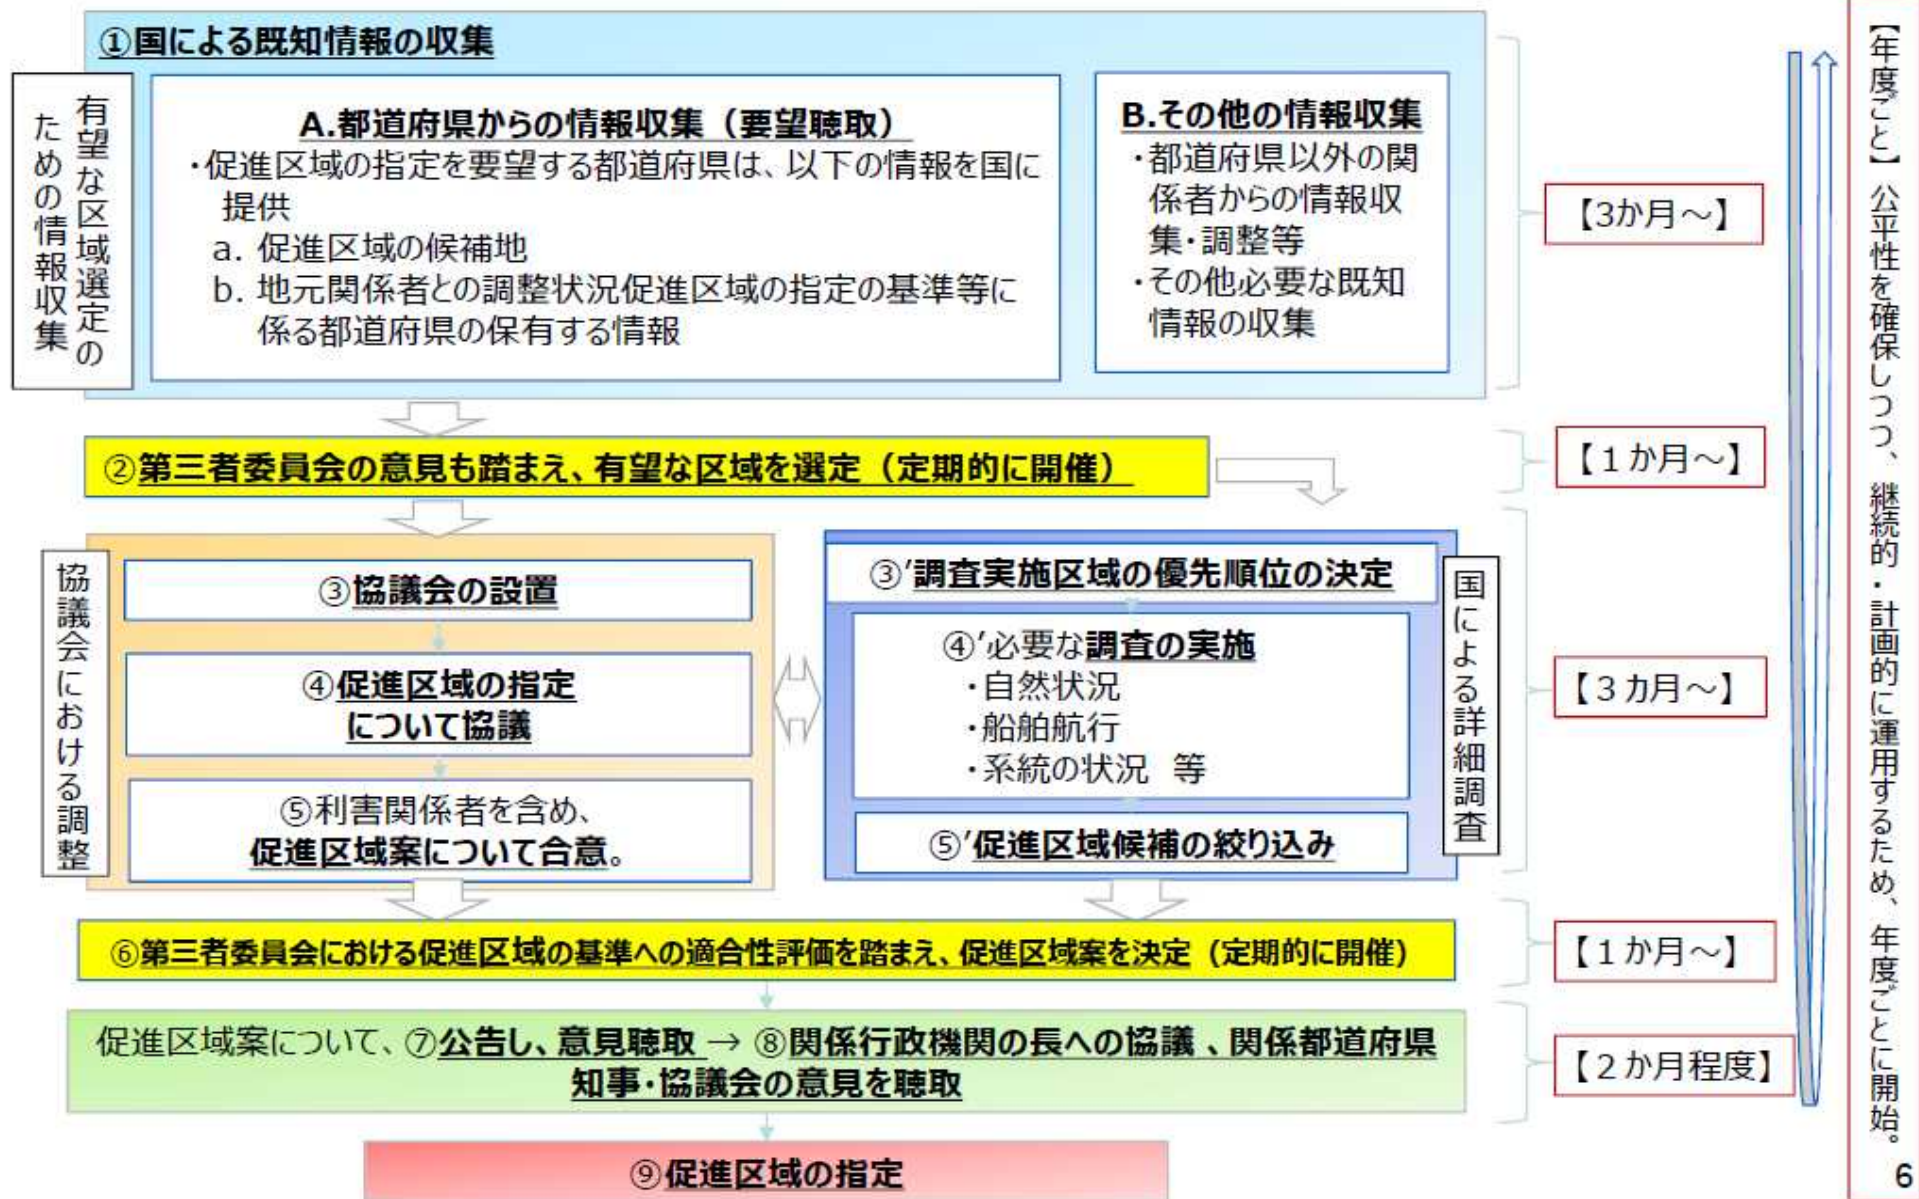 ①国による既知情報の収集
有望な区域選定の
ための情報収集
A.都道府県からの情報収集（要望聴取）
・促進区域の指定を要望する都道府県は、以下の情報を国に
提供
a. 促進区域の候補地
b. 地元関係者との調整状況促進区域の指定の基準等に
係る都道府県の保有する情報
B.その他の情報収集
・都道府県以外の関
係者からの情報収
集・調整等
・その他必要な既知
情報の収集
【3か月～】
②第三者委員会の意見も踏まえ、有望な区域を選定（定期的に開催）
【１か月～】
協議会における調整
③協議会の設置
④促進区域の指定
について協議
⑤利害関係者を含め、
促進区域案について合意。
③’調査実施区域の優先順位の決定
④’必要な調査の実施
・自然状況
・船舶航行
・系統の状況　等
⑤’促進区域候補の絞り込み
国による詳細調査
【３カ月～】
⑥第三者委員会における促進区域の基準への適合性評価を踏まえ、促進区域案を決定（定期的に開催）
【１か月～】
促進区域案について、⑦公告し、意見聴取 → ⑧関係行政機関の長への協議 、関係都道府県
知事・協議会の意見を聴取
【２か月程度】
⑨促進区域の指定
【年度ごと】公平性を確保しつつ、継続的・計画的に運用するため、年度ごとに開始。
6